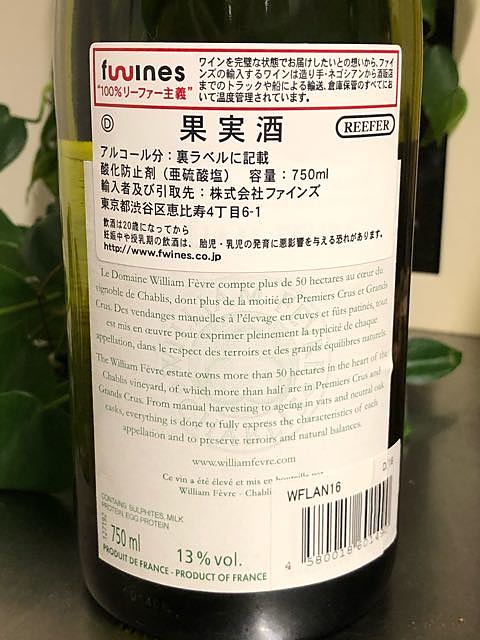 fwines
"100%リーファー主義"
ワインを完璧な状態でお届けしたいとの想いから、ファイ
ンズの輸入するワインは造り手・ネゴシアンから酒販店
までのトラックや船による輸送、倉庫保管のすべてにお
いて温度管理されています。
D
果実酒
REEFER
アルコール分：裏ラベルに記載
酸化防止剤（亜硫酸塩） 容量：750ml
輸入者及び引取先：株式会社ファインズ
東京都渋谷区恵比寿4丁目6-1
飲酒は20歳になってから
妊娠中や授乳期の飲酒は、胎児・乳児の発育に悪影響を与える恐れがあります。
http://www.fwines.co.jp
Le Domaine William Fèvre compte plus de 50 hectares au cœur du
vignoble de Chablis, dont plus de la moitié en Premiers Crus et Grands
Crus. Des vendanges manuelles à l'élevage en cuves et fûts patinés, tout
est mis en œuvre pour exprimer pleinement la typicité de chaque
appellation, dans le respect des terroirs et des grands équilibres naturels.
The William Fèvre estate owns more than 50 hectares in the heart of the
Chablis vineyard, of which more than half are in Premiers Crus and
Grands Crus. From manual harvesting to ageing in vats and neutral oak
casks, everything is done to fully express the characteristics of each
appellation and to preserve terroirs and natural balances.
www.williamfevre.com
Ce vin a été élevé et mis en bouteille par
William Fèvre - Chabli
WFLAN16
CONTAINS: SULPHITES, MILK
PROTEIN, EGG PROTEIN
750 ml
13% vol.
PRODUIT DE FRANCE - PRODUCT OF FRANCE